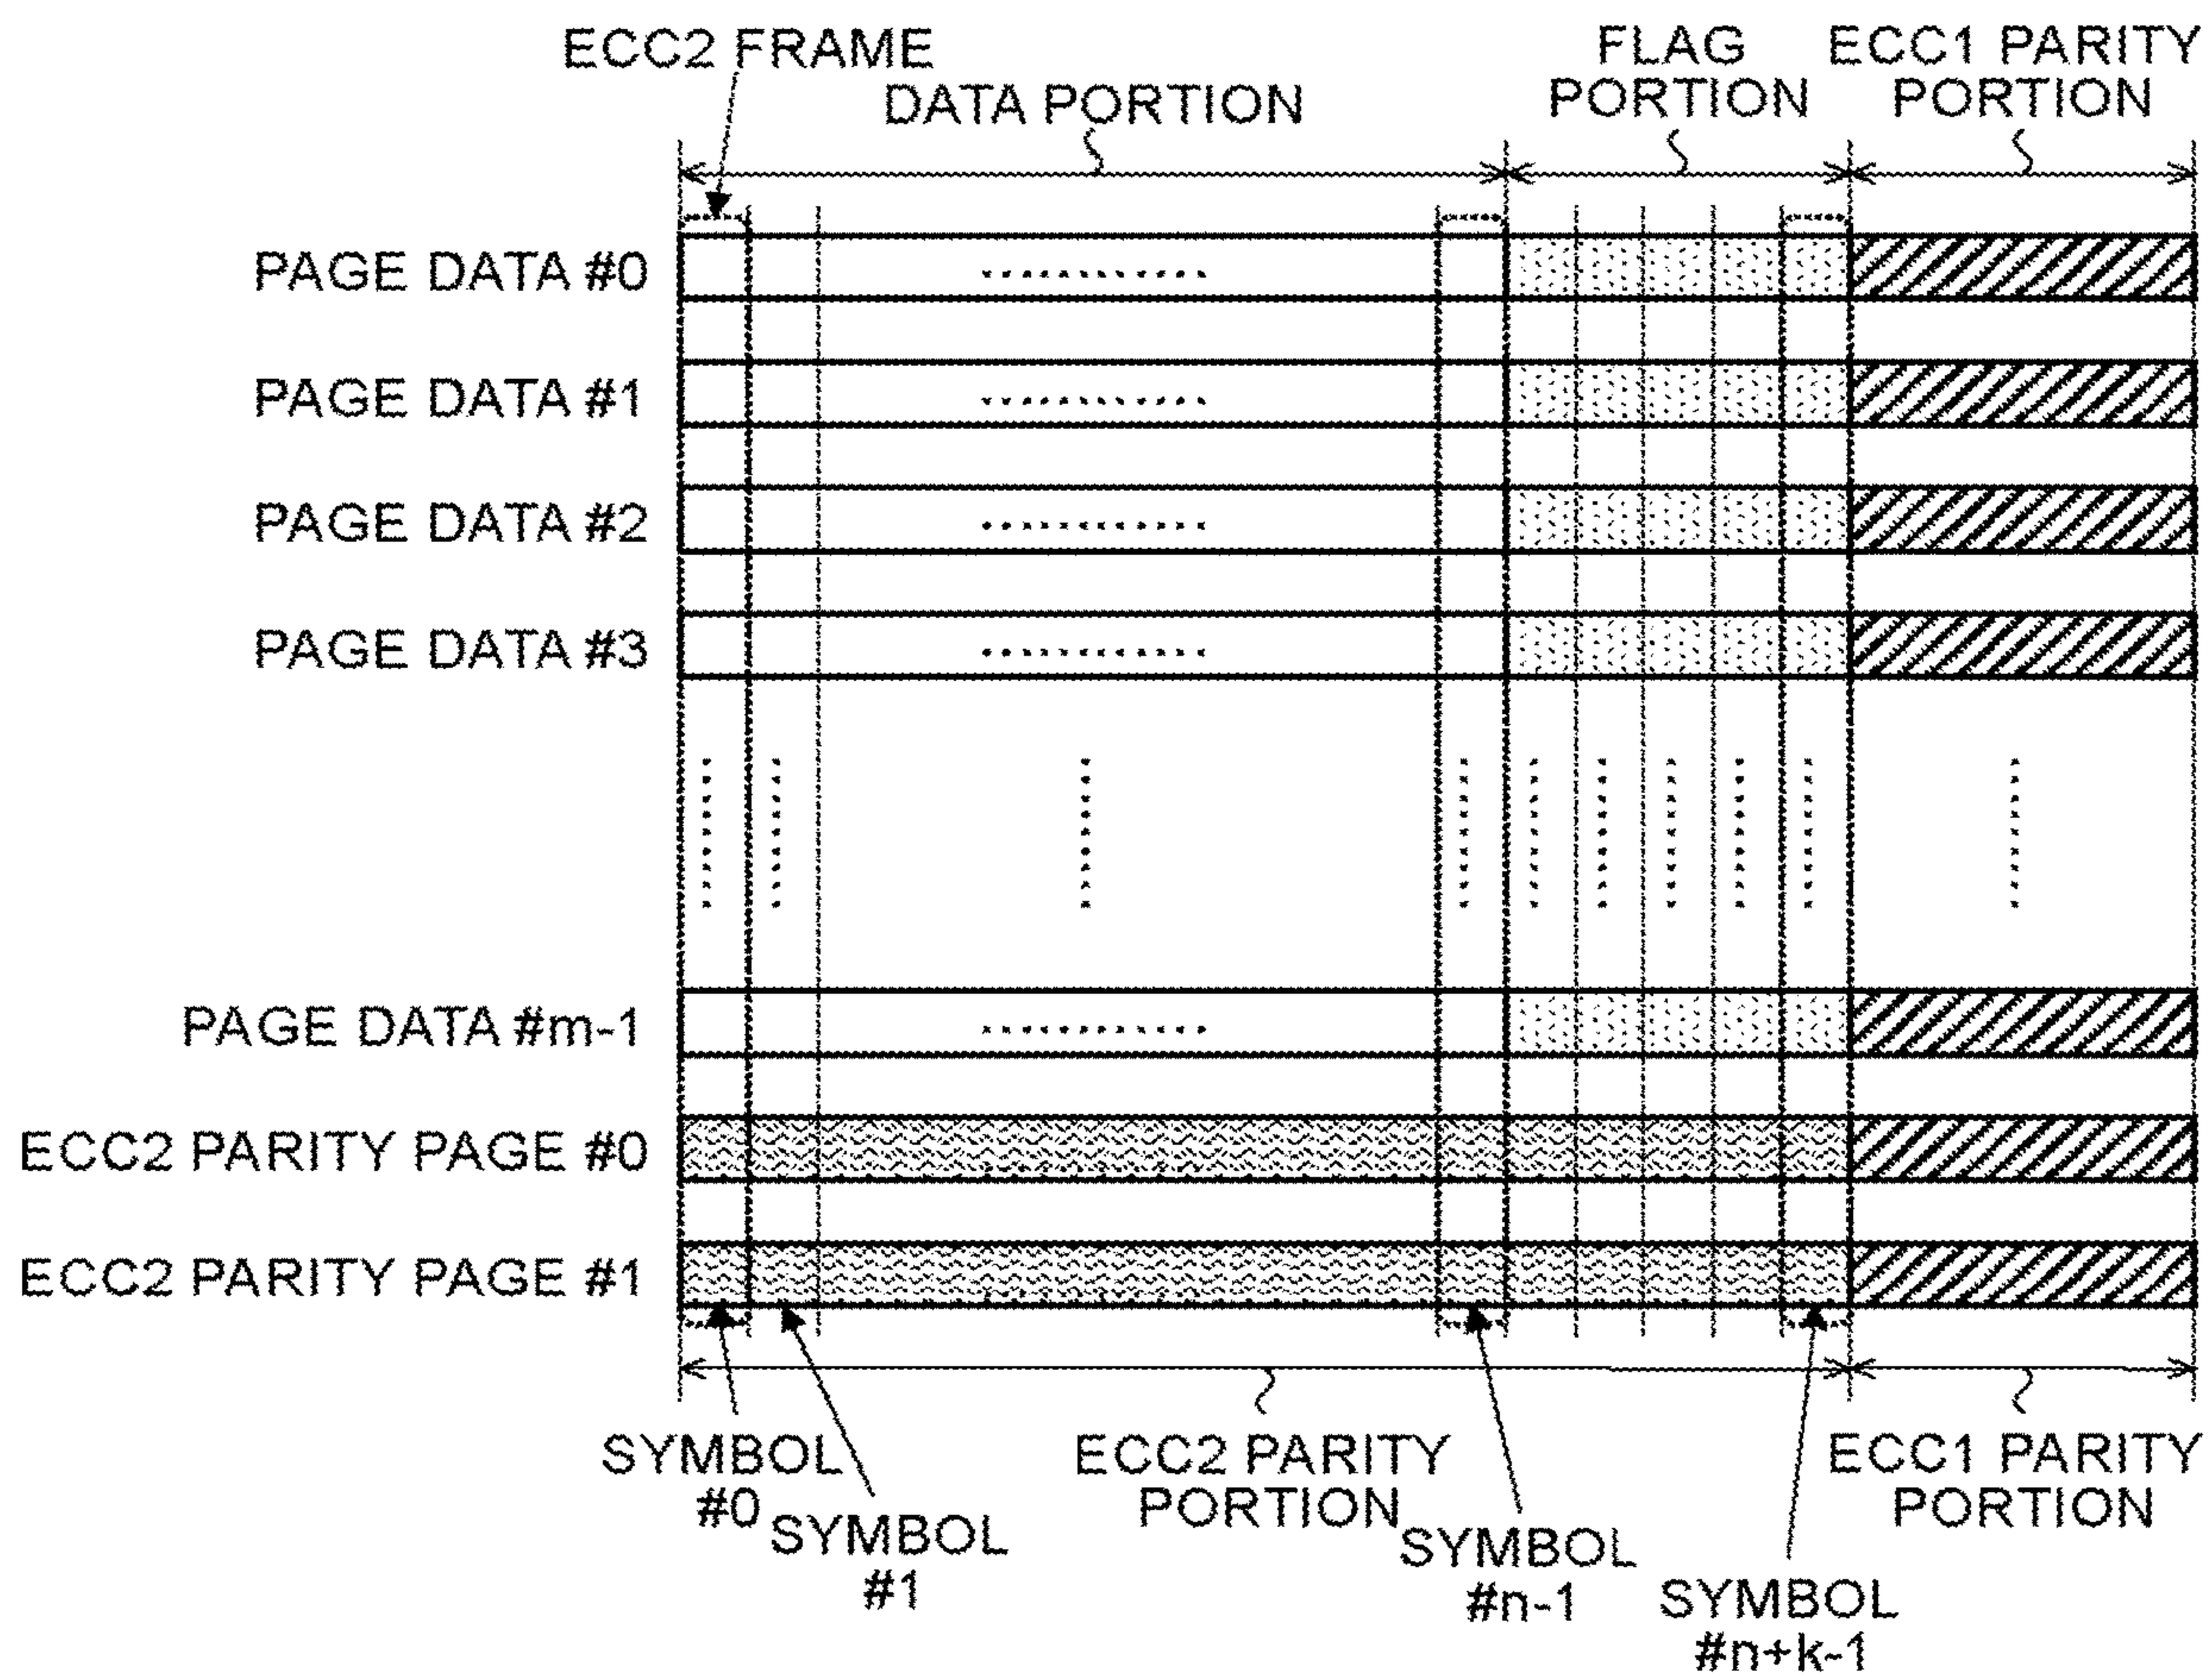 ECC2 FRAME
DATA PORTION
FLAG
PORTION
ECC1 PARITY
PORTION
PAGE DATA #0
PAGE DATA #1
PAGE DATA #2
PAGE DATA #3
PAGE DATA #m-1
ECC2 PARITY PAGE #0
ECC2 PARITY PAGE #1
SYMBOL
#0
SYMBOL
#1
ECC2 PARITY
PORTION
SYMBOL
#n-1
SYMBOL
#n+k-1
ECC1 PARITY
PORTION